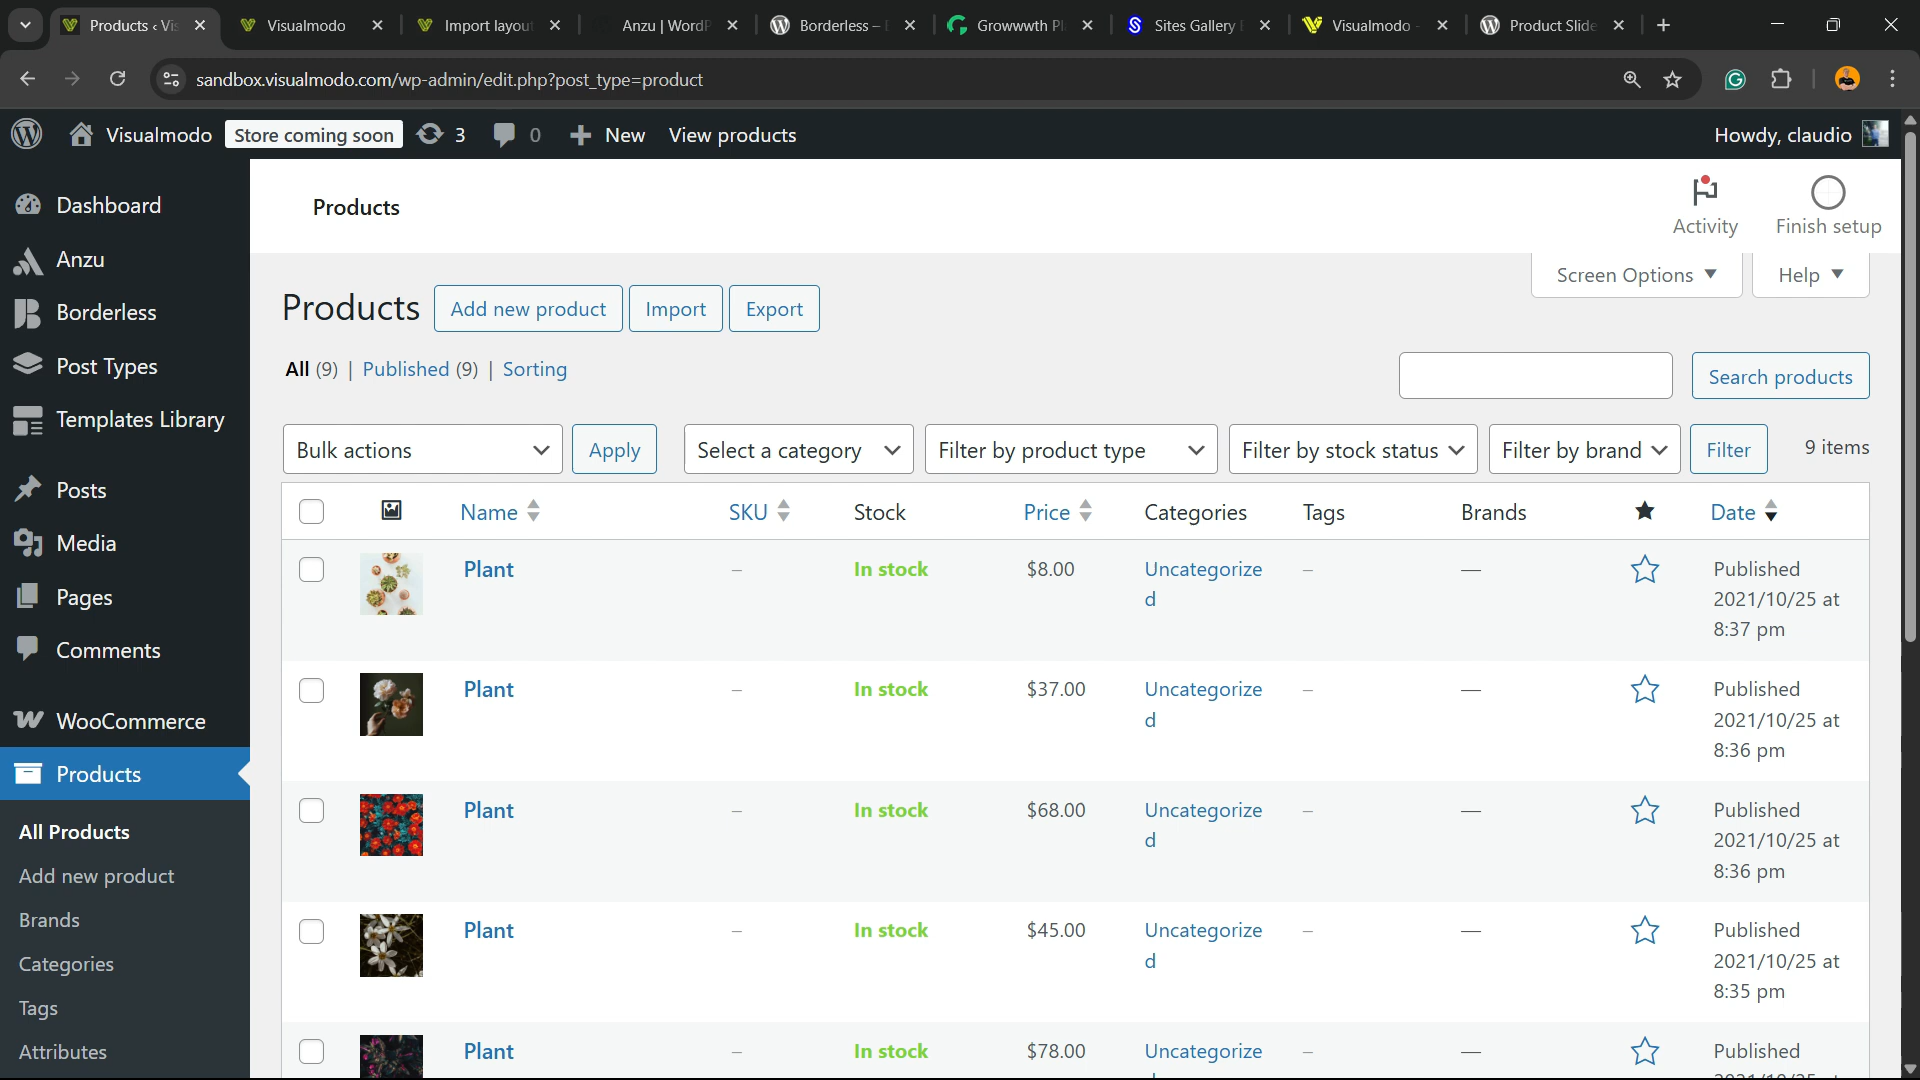 Products ‹ Vis
Visualmodo
Import layou
Anzu | WordP
Borderless –
Growwwth Pl
Sites Gallery
Visualmodo -
Product Slide
sandbox.visualmodo.com/wp-admin/edit.php?post_type=product
Visualmodo
Store coming soon
3
0
New
View products
Howdy, claudio
Dashboard
Anzu
Borderless
Post Types
Templates Library
Posts
Media
Pages
Comments
WooCommerce
Products
All Products
Add new product
Brands
Categories
Tags
Attributes
Products
Activity
Finish setup
Screen Options
Help
Products
Add new product
Import
Export
All (9) | Published (9) | Sorting
Search products
Bulk actions
Apply
Select a category
Filter by product type
Filter by stock status
Filter by brand
Filter
9 items
Name SKU Stock Price Categories Tags Brands Date
Plant – In stock $8.00 Uncategorize – — Published
d 2021/10/25 at
8:37 pm
Plant – In stock $37.00 Uncategorize – — Published
d 2021/10/25 at
8:36 pm
Plant – In stock $68.00 Uncategorize – — Published
d 2021/10/25 at
8:36 pm
Plant – In stock $45.00 Uncategorize – — Published
d 2021/10/25 at
8:35 pm
Plant – In stock $78.00 Uncategorize – — Published